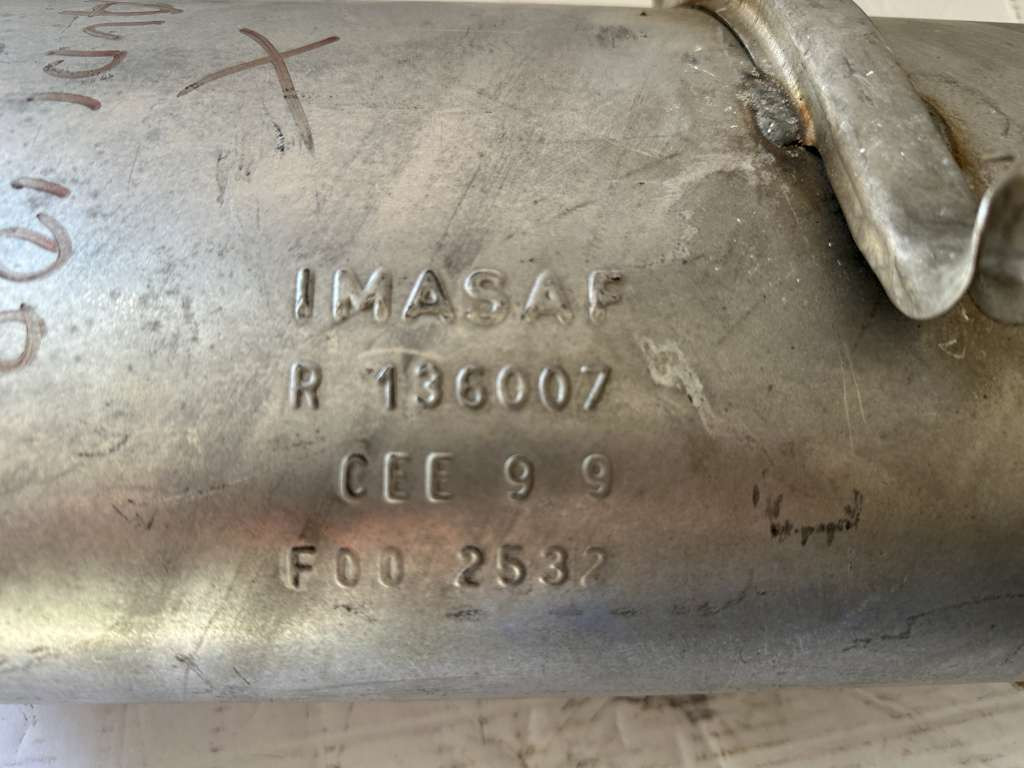 IMASAF
R 136007
CEE 9 9
F00 2532